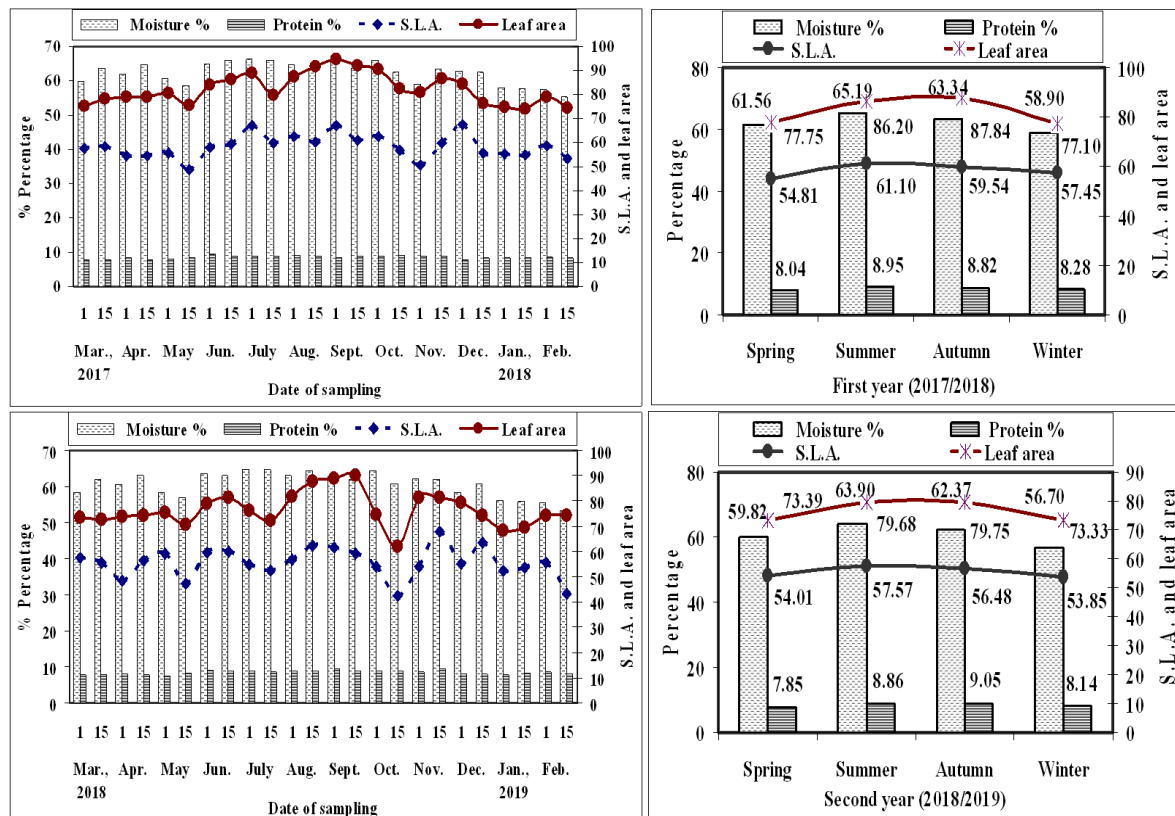 Moisture % Protein % S.L.A. Leaf area
% Percentage
70
60
50
40
30
20
10
0
S.L.A. and leaf area
100
90
80
70
60
50
40
30
20
10
0
1 15 1 15 1 15 1 15 1 15 1 15 1 15 1 15 1 15 1 15 1 15 1 15
Mar., Apr. May Jun. July Aug. Sept. Oct. Nov. Dec. Jan., Feb.
2017 2018
Date of sampling
Moisture % Protein %
S.L.A. Leaf area
Percentage
80
60
40
20
0
S.L.A. and leaf area
100
80
60
40
20
0
61.56 65.19 63.34 58.90
77.75 86.20 87.84 77.10
54.81 61.10 59.54 57.45
8.04 8.95 8.82 8.28
Spring Summer Autumn Winter
First year (2017/2018)
Moisture % Protein % S.L.A. Leaf area
% Percentage
70
60
50
40
30
20
10
0
S.L.A. and leaf area
100
90
80
70
60
50
40
30
20
10
0
1 15 1 15 1 15 1 15 1 15 1 15 1 15 1 15 1 15 1 15 1 15 1 15
Mar., Apr. May Jun. July Aug. Sept. Oct. Nov. Dec. Jan., Feb.
2018 2019
Date of sampling
Moisture % Protein %
S.L.A. Leaf area
Percentage
80
60
40
20
0
S.L.A, and leaf area
90
80
70
60
50
40
30
20
10
0
59.82 73.39 63.90 62.37 56.70
79.68 79.75 73.33
54.01 57.57 56.48 53.85
7.85 8.86 9.05 8.14
Spring Summer Autumn Winter
Second year (2018/2019)